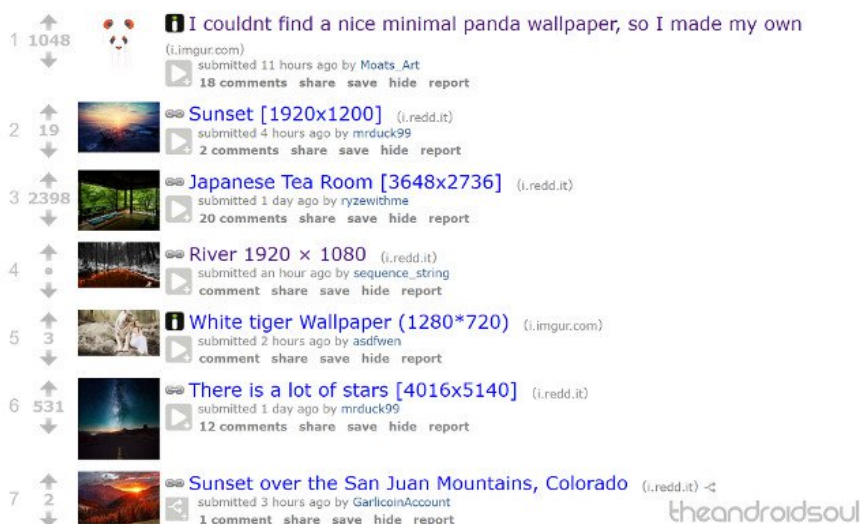 1 1048 I couldnt find a nice minimal panda wallpaper, so I made my own
(i.imgur.com)
submitted 11 hours ago by Moats_Art
18 comments share save hide report
2 19 Sunset [1920x1200] (i.redd.it)
submitted 4 hours ago by mrduck99
2 comments share save hide report
3 2398 Japanese Tea Room [3648x2736] (i.redd.it)
submitted 1 day ago by ryzewithme
20 comments share save hide report
4 • River 1920 × 1080 (i.redd.it)
submitted an hour ago by sequence_string
comment share save hide report
5 3 White tiger Wallpaper (1280*720) (i.imgur.com)
submitted 2 hours ago by asdfwen
comment share save hide report
6 531 There is a lot of stars [4016x5140] (i.redd.it)
submitted 1 day ago by mrduck99
12 comments share save hide report
7 2 Sunset over the San Juan Mountains, Colorado (i.redd.it)
submitted 3 hours ago by GarlicoinAccount
1 comment share save hide report
theandroidsoul